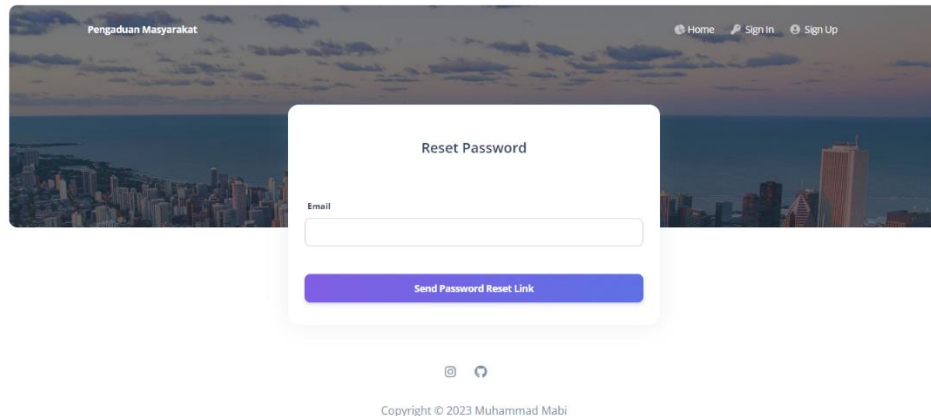 Pengaduan Masyarakat
Home Sign In Sign Up
Reset Password
Email
Send Password Reset Link
Copyright © 2023 Muhammad Mabi